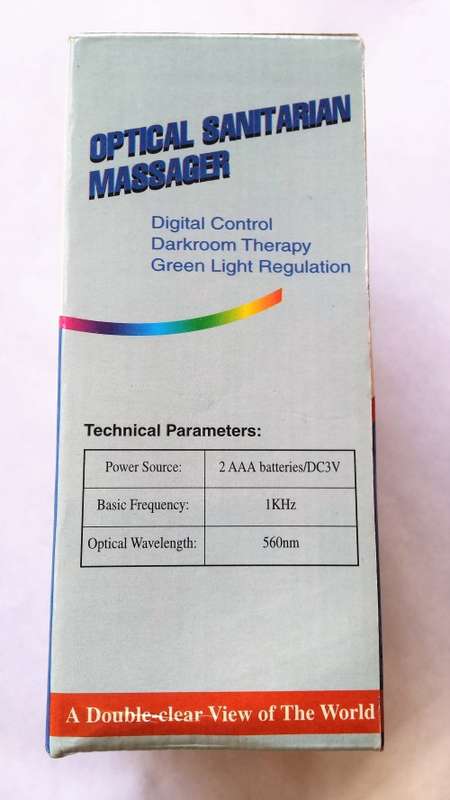 OPTICAL SANITARIAN
MASSAGER
Digital Control
Darkroom Therapy
Green Light Regulation
Technical Parameters:
Power Source: 2 AAA batteries/DC3V
Basic Frequency: 1KHz
Optical Wavelength: 560nm
A Double-clear View of The World